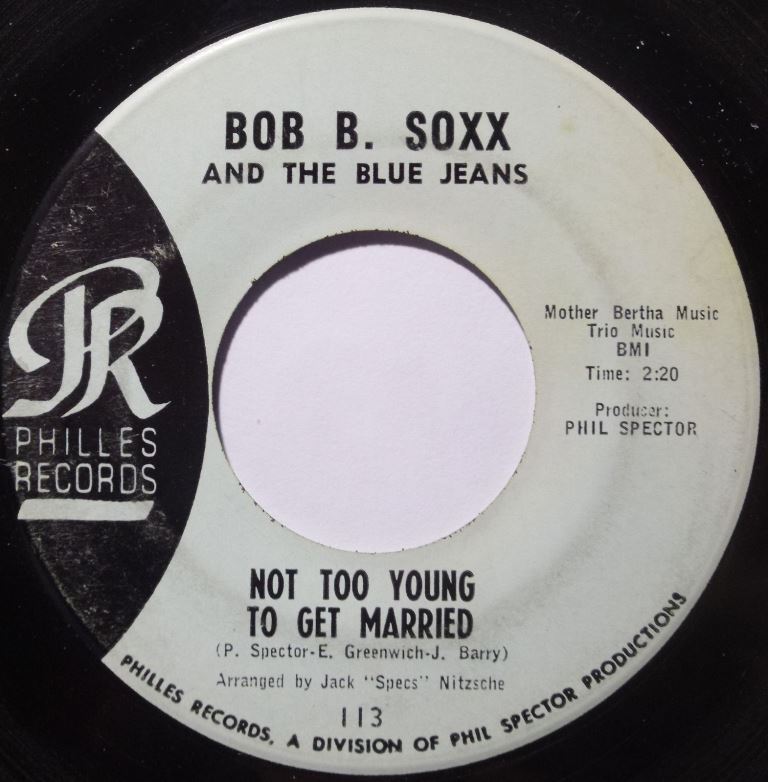 BOB B. SOXX
AND THE BLUE JEANS
PR
PHILLES
RECORDS
Mother Bertha Music
Trio Music
BMI
Time: 2:20
Producer:
PHIL SPECTOR
NOT TOO YOUNG
TO GET MARRIED
(P. Spector-E. Greenwich-J. Barry)
Arranged by Jack "Specs" Nitzsche
113
PHILLES RECORDS, A DIVISION OF PHIL SPECTOR PRODUCTIONS